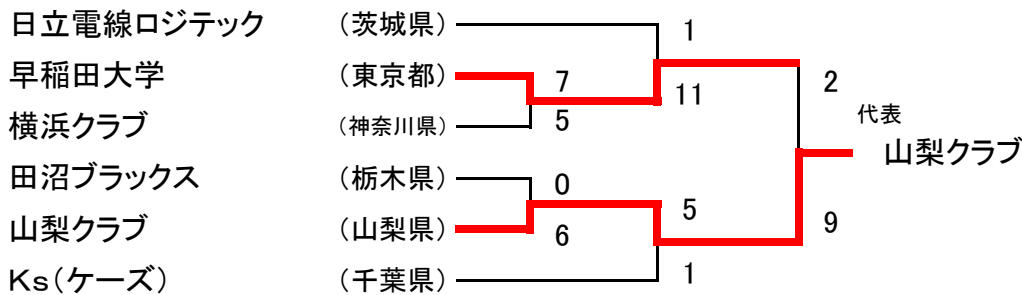 日立電線ロジテック （茨城県） 1
早稲田大学 （東京都） 7 11 2
代表
横浜クラブ （神奈川県） 5
山梨クラブ
田沼ブラックス （栃木県） 0
山梨クラブ （山梨県） 6 5 9
Ks（ケーズ） （千葉県） 1